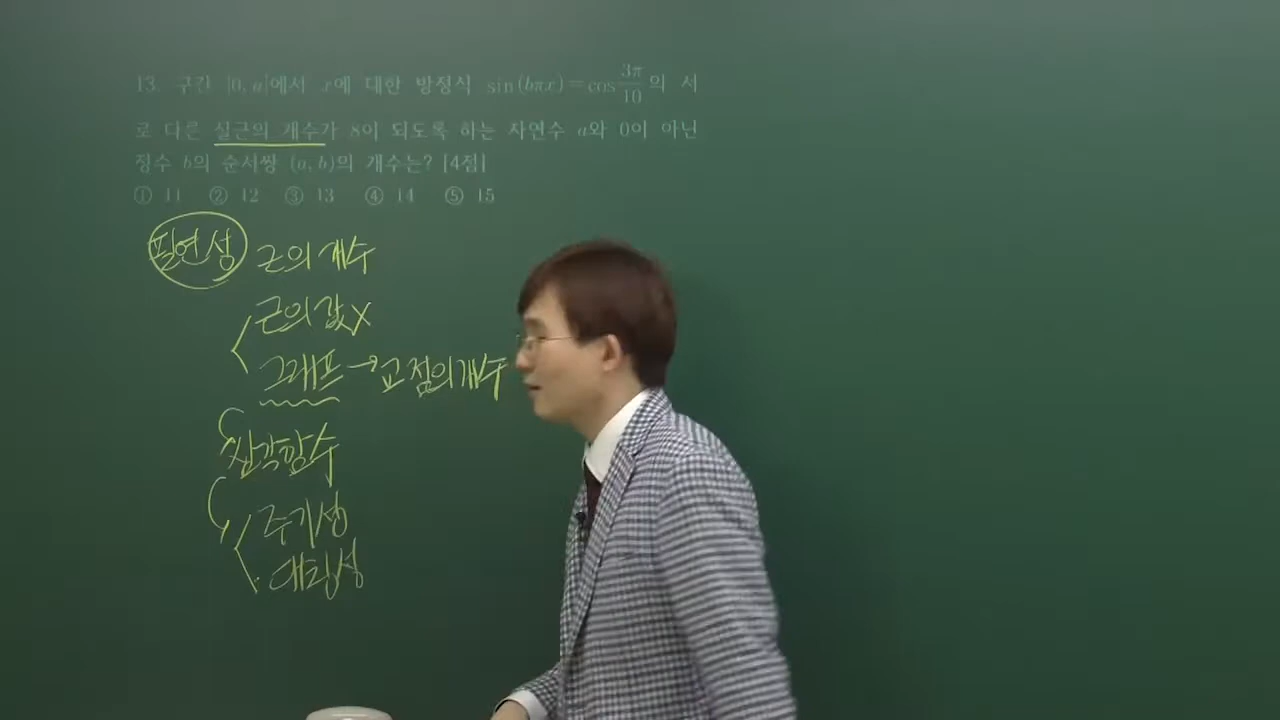 13. 구간 [0, a]에서 x에 대한 방정식 sin(bπx)=cos 3π/10 의 서
로 다른 실근의 개수가 8이 되도록 하는 자연수 a와 0이 아닌
정수 b의 순서쌍 (a, b)의 개수는? [4점]
① 11 ② 12 ③ 13 ④ 14 ⑤ 15
필연성 근의 개수
근의 값 X
그래프 → 교점의 개수
삼각함수
주기성
대칭성